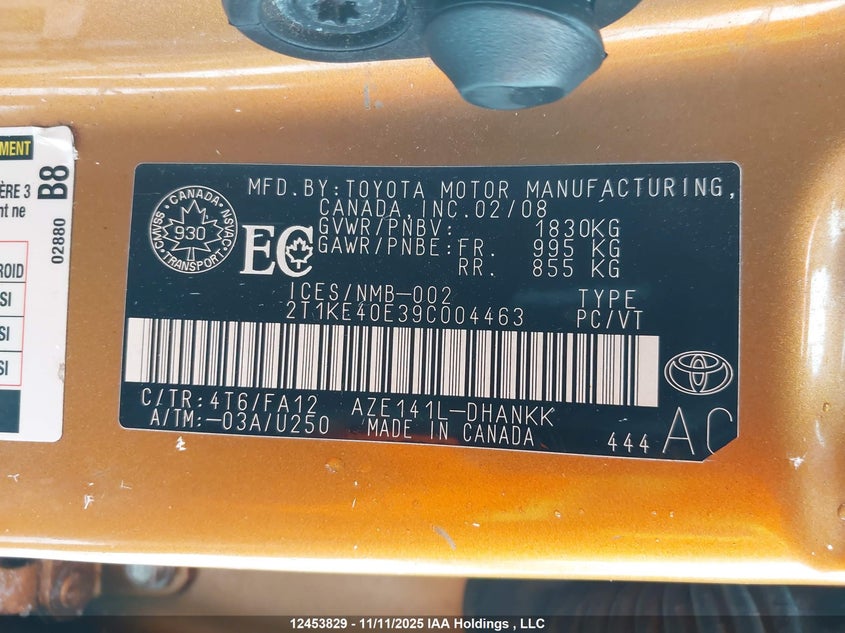 MENT
ÈRE 3
nt ne
B8
02880
ROID
SI
SI
SI
CMVSS • CANADA • NSVAC
930
TRANSPORT
EC
MFD.BY:TOYOTA MOTOR MANUFACTURING,
CANADA,INC.02/08
GVWR/PNBV: 1830KG
GAWR/PNBE:FR. 995 KG
RR. 855 KG
ICES/NMB-002 TYPE
2T1KE40E39C004463 PC/VT
C/TR:4T6/FA12 AZE141L-DHANKK
A/TM:-03A/U250 MADE IN CANADA
444 AC
12453829 - 11/11/2025 IAA Holdings , LLC